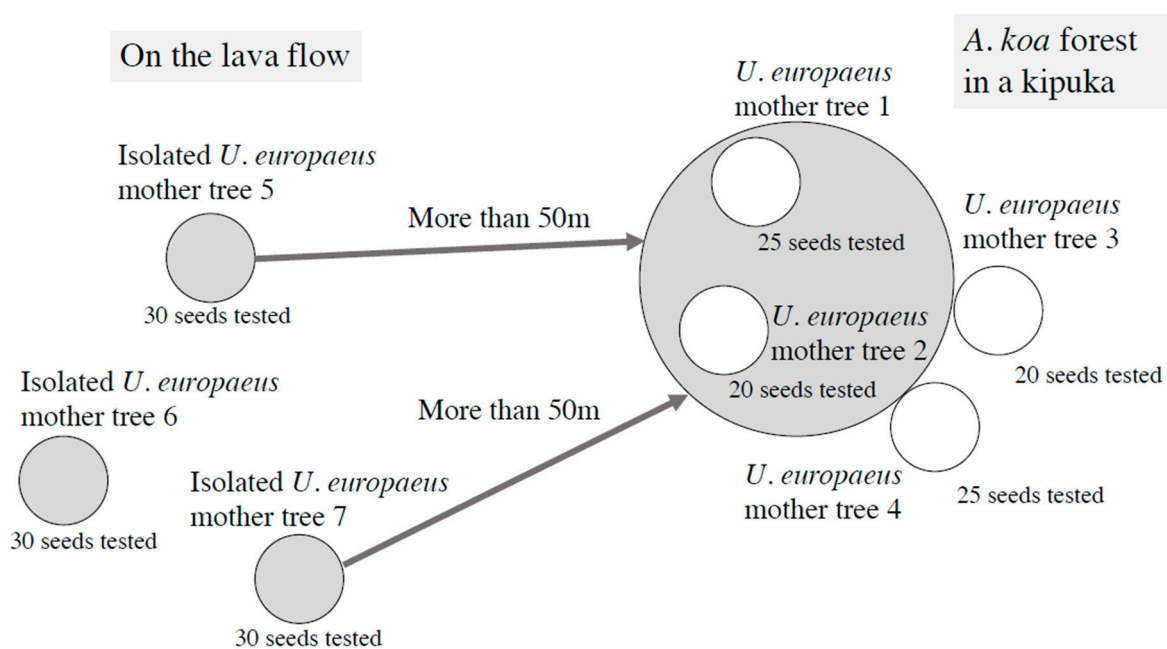 On the lava flow
A. koa forest
in a kipuka
U. europaeus
mother tree 1
25 seeds tested
Isolated U. europaeus
mother tree 5
30 seeds tested
More than 50m
U. europaeus
mother tree 3
20 seeds tested
U. europaeus
mother tree 2
20 seeds tested
Isolated U. europaeus
mother tree 6
30 seeds tested
More than 50m
Isolated U. europaeus
mother tree 7
30 seeds tested
U. europaeus
mother tree 4
25 seeds tested